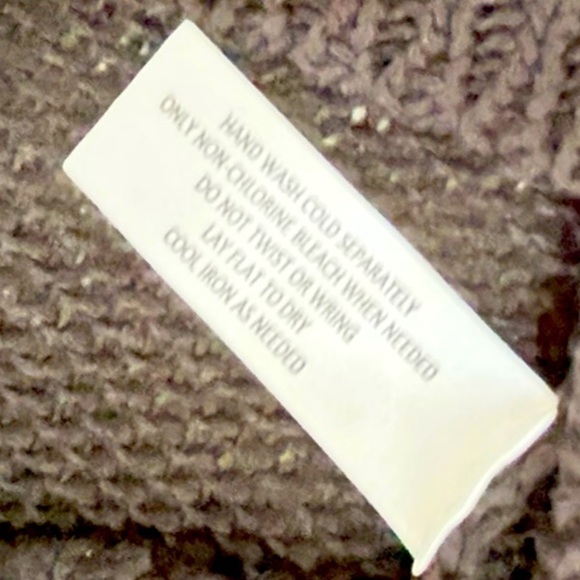 HAND WASH COLD SEPARATELY
ONLY NON-CHLORINE BLEACH WHEN NEEDED
DO NOT TWIST OR WRING
LAY FLAT TO DRY
COOL IRON AS NEEDED